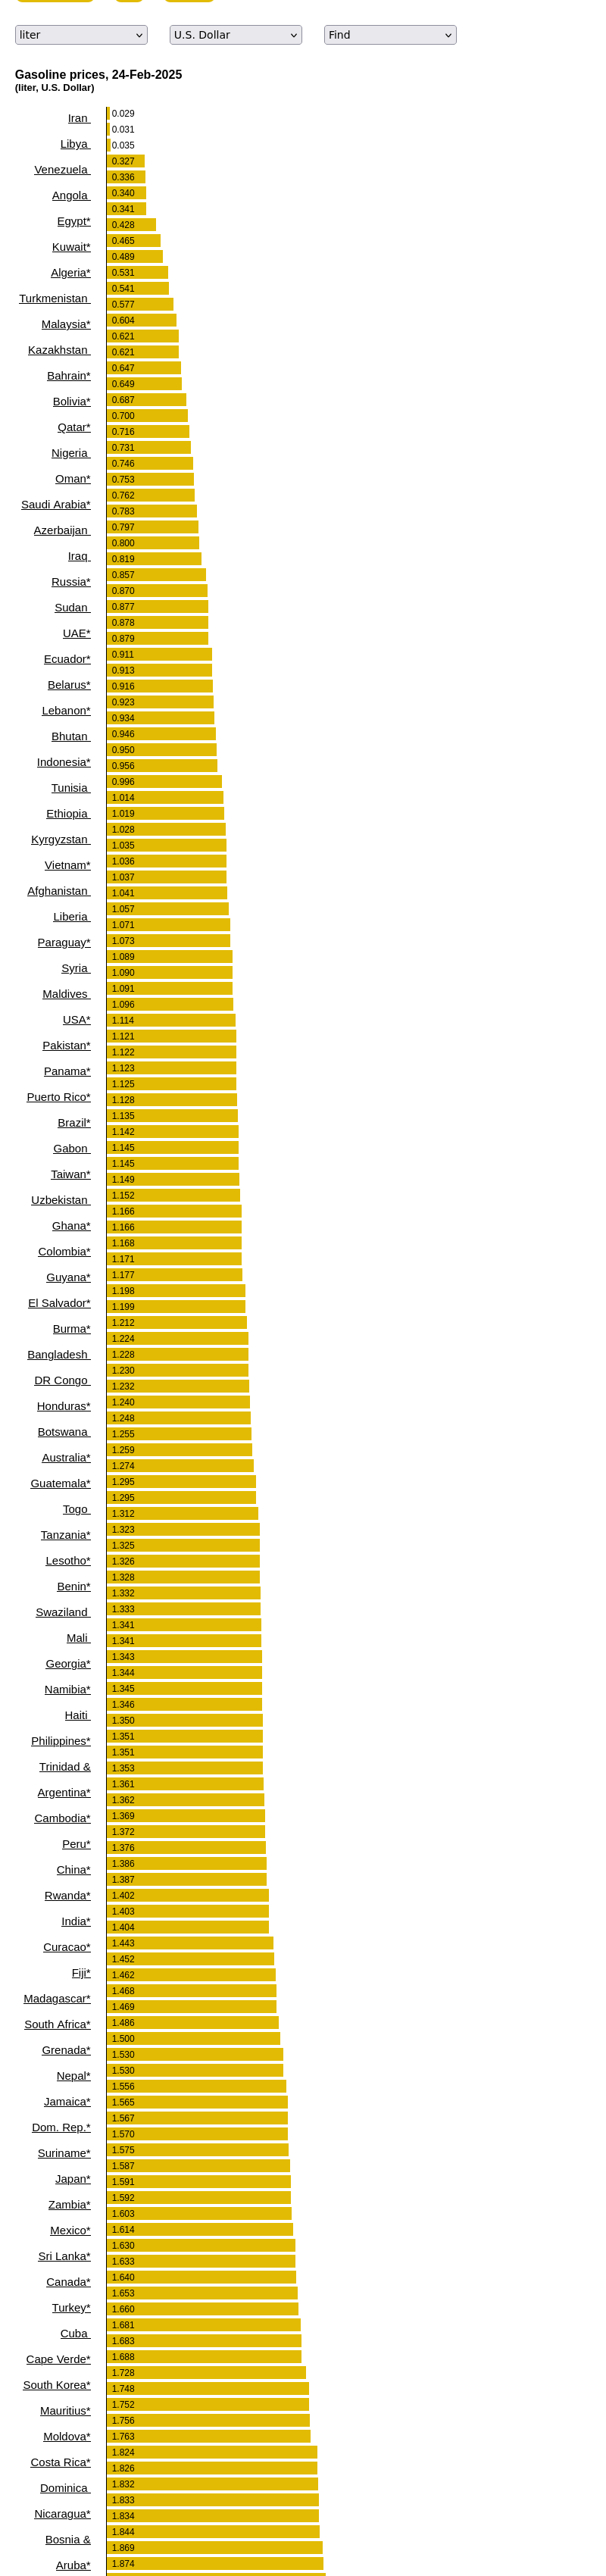 liter
U.S. Dollar
Find
Gasoline prices, 24-Feb-2025
(liter, U.S. Dollar)
Iran
Libya
Venezuela
Angola
Egypt*
Kuwait*
Algeria*
Turkmenistan
Malaysia*
Kazakhstan
Bahrain*
Bolivia*
Qatar*
Nigeria
Oman*
Saudi Arabia*
Azerbaijan
Iraq
Russia*
Sudan
UAE*
Ecuador*
Belarus*
Lebanon*
Bhutan
Indonesia*
Tunisia
Ethiopia
Kyrgyzstan
Vietnam*
Afghanistan
Liberia
Paraguay*
Syria
Maldives
USA*
Pakistan*
Panama*
Puerto Rico*
Brazil*
Gabon
Taiwan*
Uzbekistan
Ghana*
Colombia*
Guyana*
El Salvador*
Burma*
Bangladesh
DR Congo
Honduras*
Botswana
Australia*
Guatemala*
Togo
Tanzania*
Lesotho*
Benin*
Swaziland
Mali
Georgia*
Namibia*
Haiti
Philippines*
Trinidad &
Argentina*
Cambodia*
Peru*
China*
Rwanda*
India*
Curacao*
Fiji*
Madagascar*
South Africa*
Grenada*
Nepal*
Jamaica*
Dom. Rep.*
Suriname*
Japan*
Zambia*
Mexico*
Sri Lanka*
Canada*
Turkey*
Cuba
Cape Verde*
South Korea*
Mauritius*
Moldova*
Costa Rica*
Dominica
Nicaragua*
Bosnia &
Aruba*
0.029
0.031
0.035
0.327
0.336
0.340
0.341
0.428
0.465
0.489
0.531
0.541
0.577
0.604
0.621
0.621
0.647
0.649
0.687
0.700
0.716
0.731
0.746
0.753
0.762
0.783
0.797
0.800
0.819
0.857
0.870
0.877
0.878
0.879
0.911
0.913
0.916
0.923
0.934
0.946
0.950
0.956
0.996
1.014
1.019
1.028
1.035
1.036
1.037
1.041
1.057
1.071
1.073
1.089
1.090
1.091
1.096
1.114
1.121
1.122
1.123
1.125
1.128
1.135
1.142
1.145
1.145
1.149
1.152
1.166
1.166
1.168
1.171
1.177
1.198
1.199
1.212
1.224
1.228
1.230
1.232
1.240
1.248
1.255
1.259
1.274
1.295
1.295
1.312
1.323
1.325
1.326
1.328
1.332
1.333
1.341
1.341
1.343
1.344
1.345
1.346
1.350
1.351
1.351
1.353
1.361
1.362
1.369
1.372
1.376
1.386
1.387
1.402
1.403
1.404
1.443
1.452
1.462
1.468
1.469
1.486
1.500
1.530
1.530
1.556
1.565
1.567
1.570
1.575
1.587
1.591
1.592
1.603
1.614
1.630
1.633
1.640
1.653
1.660
1.681
1.683
1.688
1.728
1.748
1.752
1.756
1.763
1.824
1.826
1.832
1.833
1.834
1.844
1.869
1.874